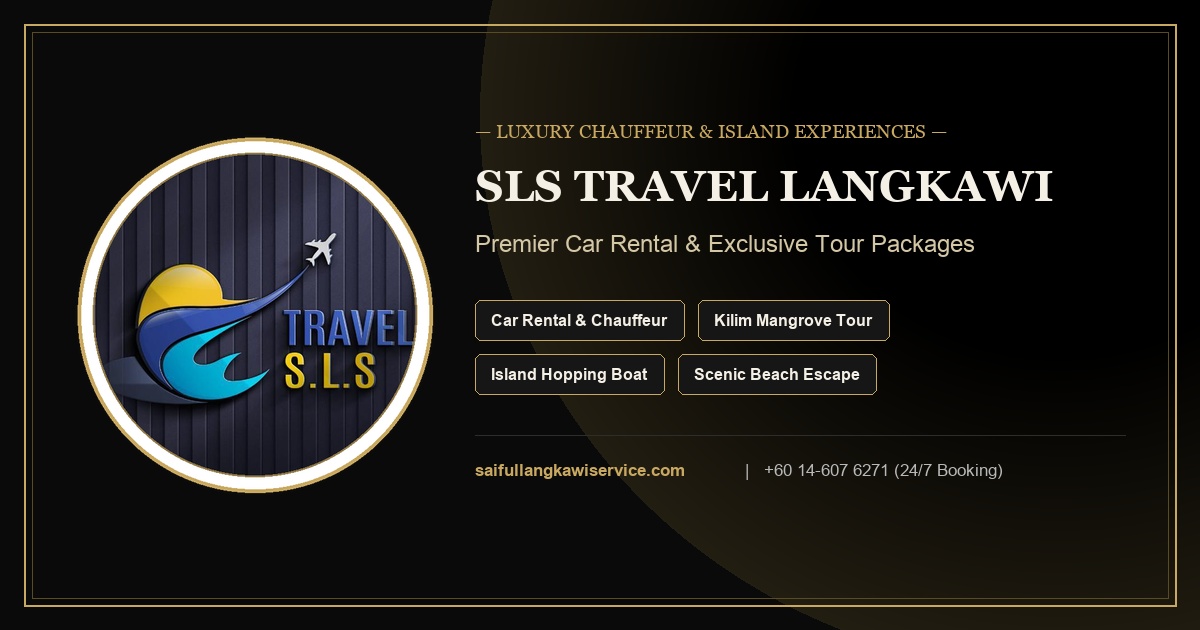 TRAVEL
S.L.S
— LUXURY CHAUFFEUR & ISLAND EXPERIENCES —
SLS TRAVEL LANGKAWI
Premier Car Rental & Exclusive Tour Packages
Car Rental & Chauffeur
Kilim Mangrove Tour
Island Hopping Boat
Scenic Beach Escape
saifullangkawiservice.com | +60 14-607 6271 (24/7 Booking)